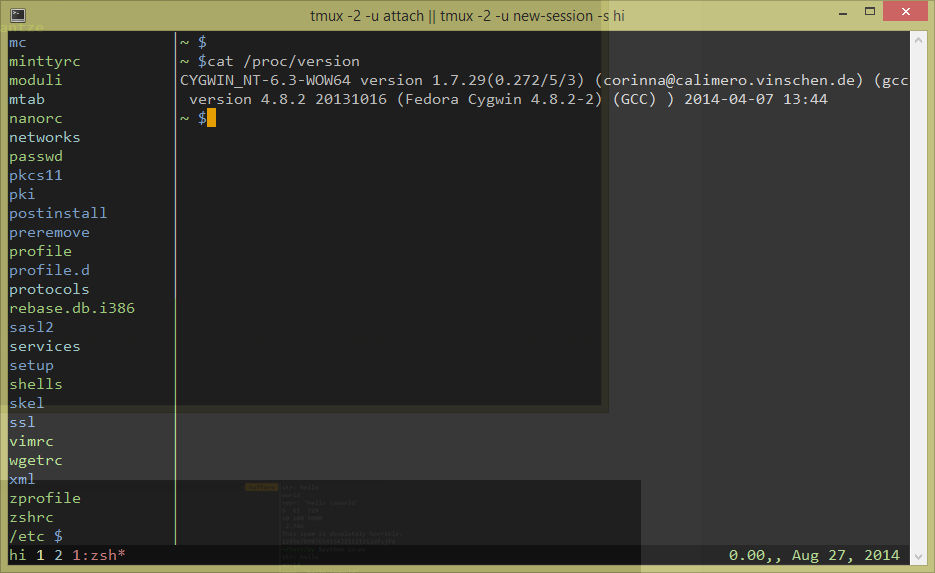 tmux -2 -u attach || tmux -2 -u new-session -s hi
mc
minttyrc
moduli
mtab
nanorc
networks
passwd
pkcs11
pki
postinstall
preremove
profile
profile.d
protocols
rebase.db.i386
sasl2
services
setup
shells
skel
ssl
vimrc
wgetrc
xml
zprofile
zshrc
/etc $
~ $
~ $cat /proc/version
CYGWIN_NT-6.3-WOW64 version 1.7.29(0.272/5/3) (corinna@calimero.vinschen.de) (gcc
version 4.8.2 20131016 (Fedora Cygwin 4.8.2-2) (GCC) ) 2014-04-07 13:44
~ $
hi 1 2 1:zsh* 0.00,, Aug 27, 2014